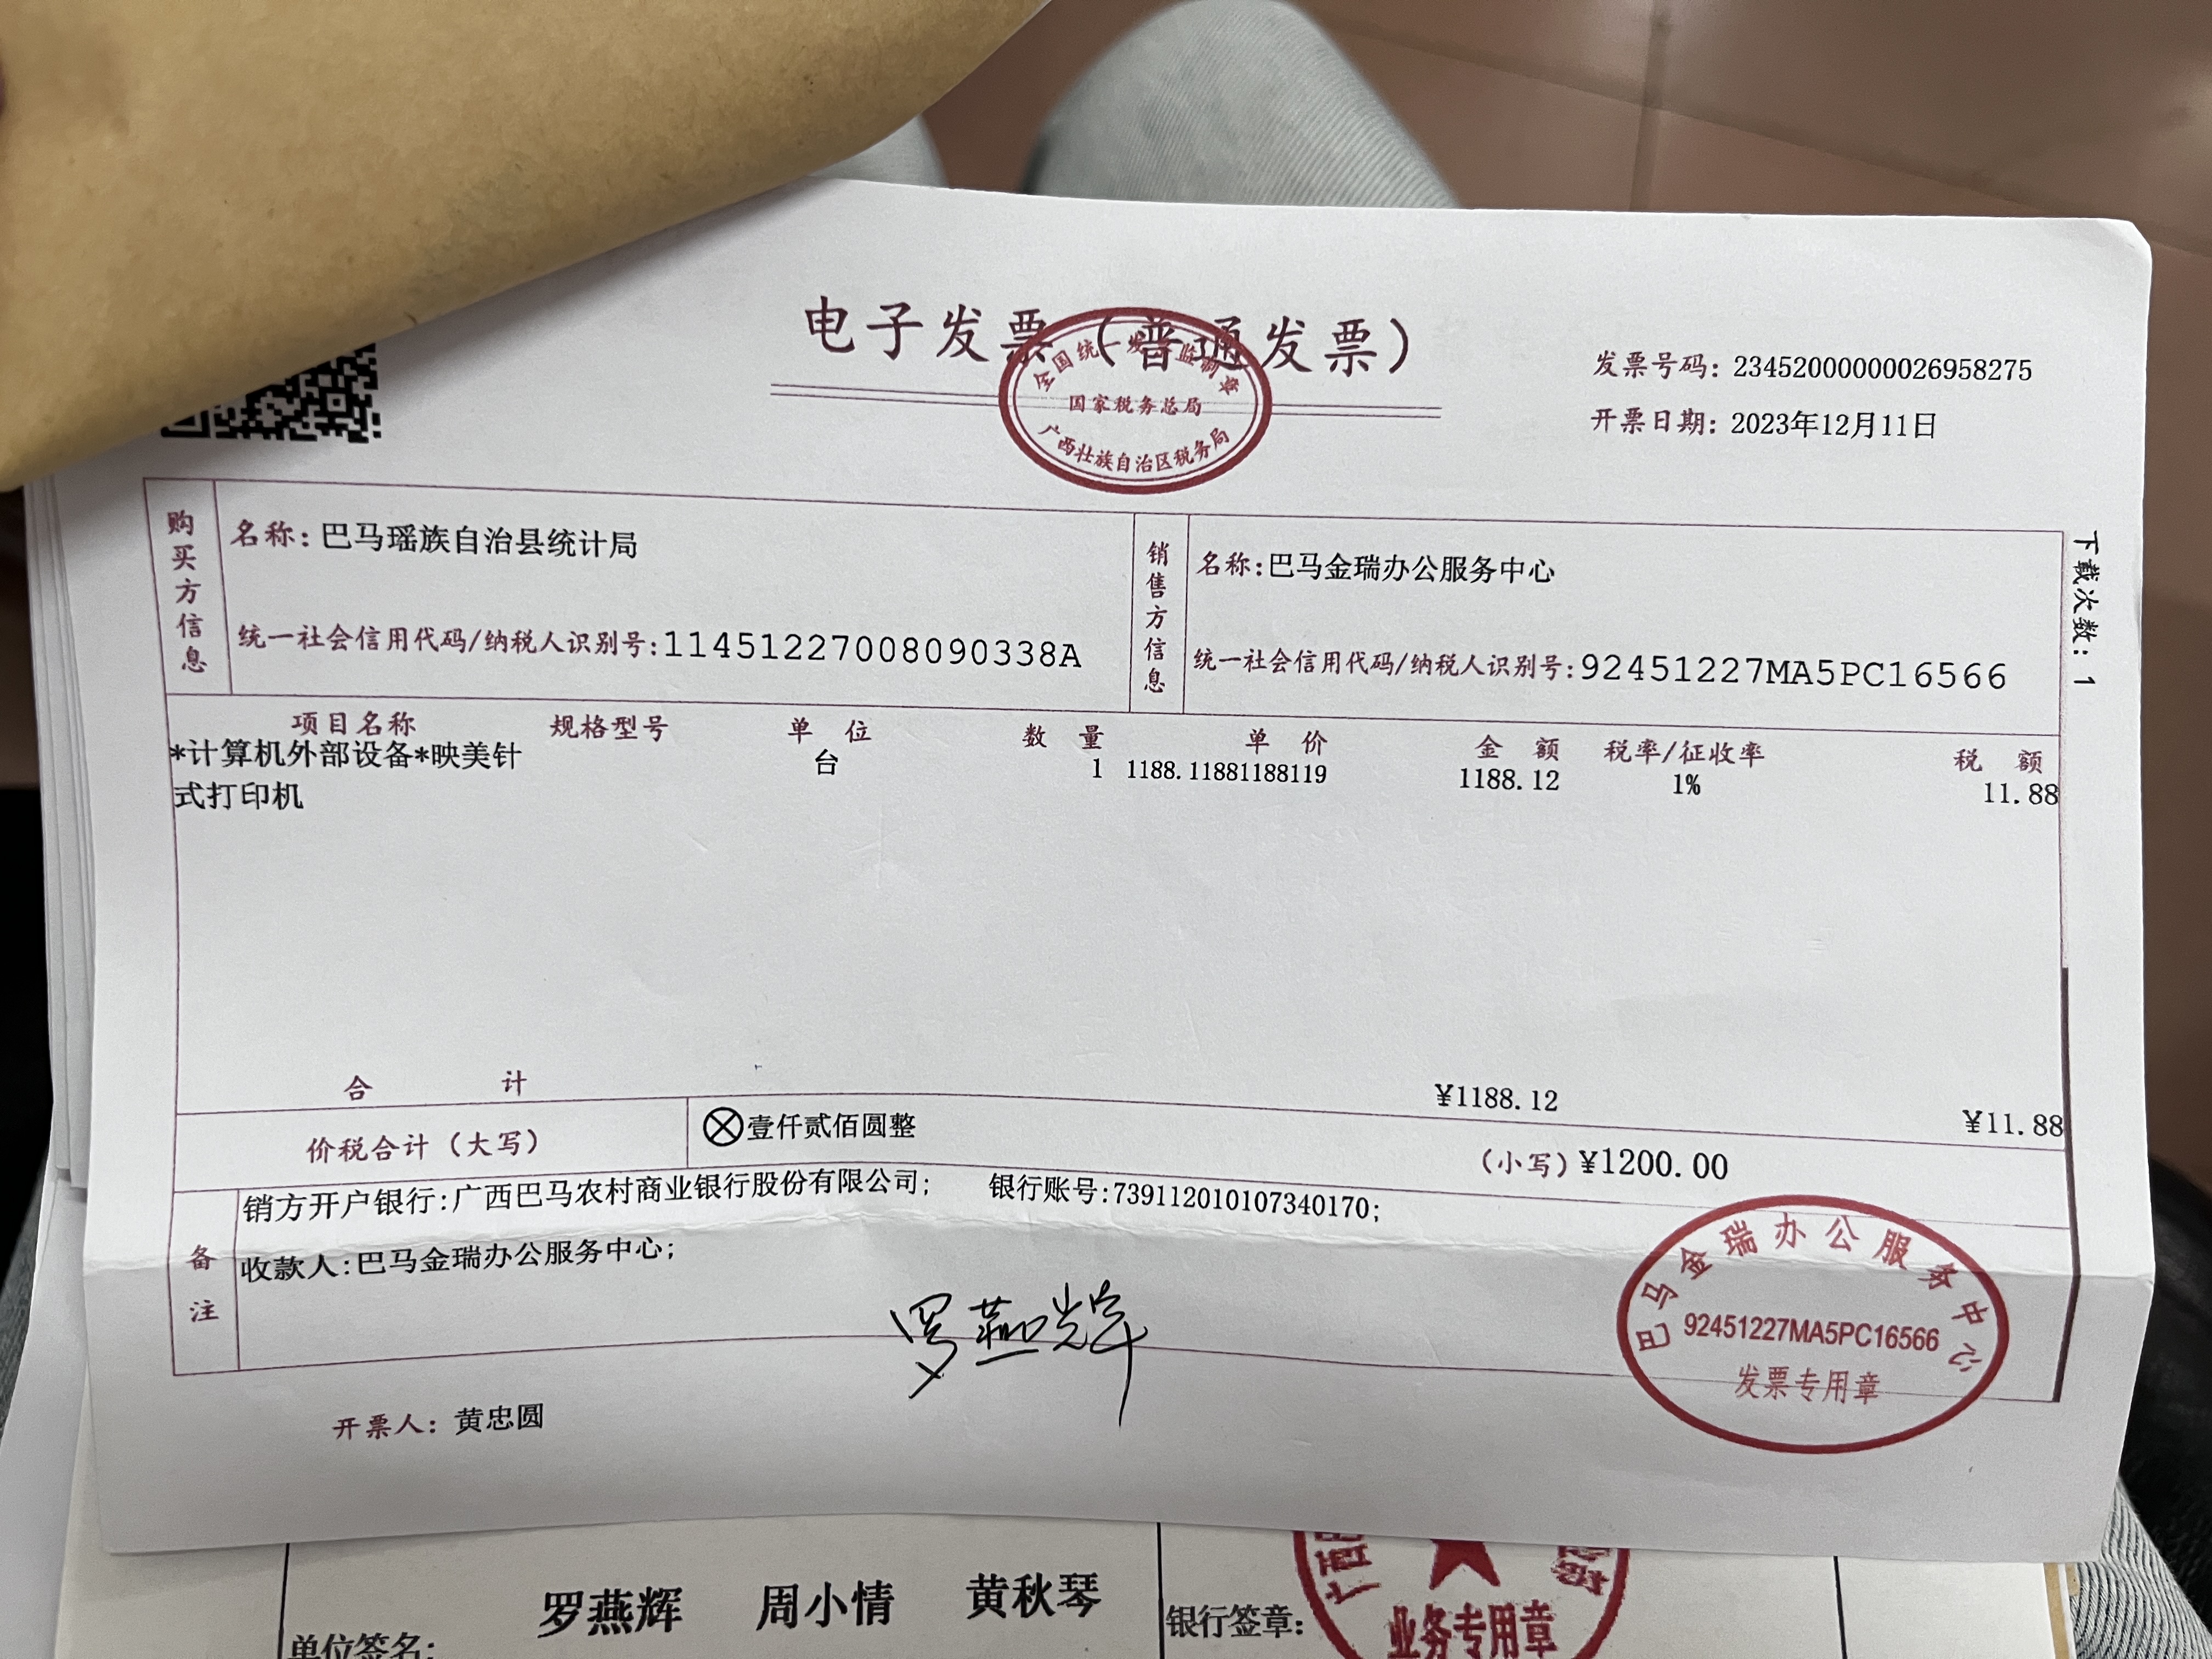 电子发票（普通发票）
全国统一发票监制章
国家税务总局
广西壮族自治区税务局
发票号码：23452000000026958275
开票日期：2023年12月11日
购买方信息
名称：巴马瑶族自治县统计局
统一社会信用代码/纳税人识别号：11451227008090338A
销售方信息
名称：巴马金瑞办公服务中心
统一社会信用代码/纳税人识别号：92451227MA5PC16566
下载次数：1
项目名称 规格型号 单位 数量 单价 金额 税率/征收率 税额
*计算机外部设备*映美针 台 1 1188.11881188119 1188.12 1% 11.88
式打印机
合计 ¥1188.12 ¥11.88
价税合计（大写） ⊗壹仟贰佰圆整 （小写）¥1200.00
备注
销方开户银行：广西巴马农村商业银行股份有限公司； 银行账号：739112010107340170；
收款人：巴马金瑞办公服务中心；
罗燕辉
巴马金瑞办公服务中心
92451227MA5PC16566
发票专用章
开票人：黄忠圆
罗燕辉 周小情 黄秋琴
单位签名：
银行签章：
业务专用章